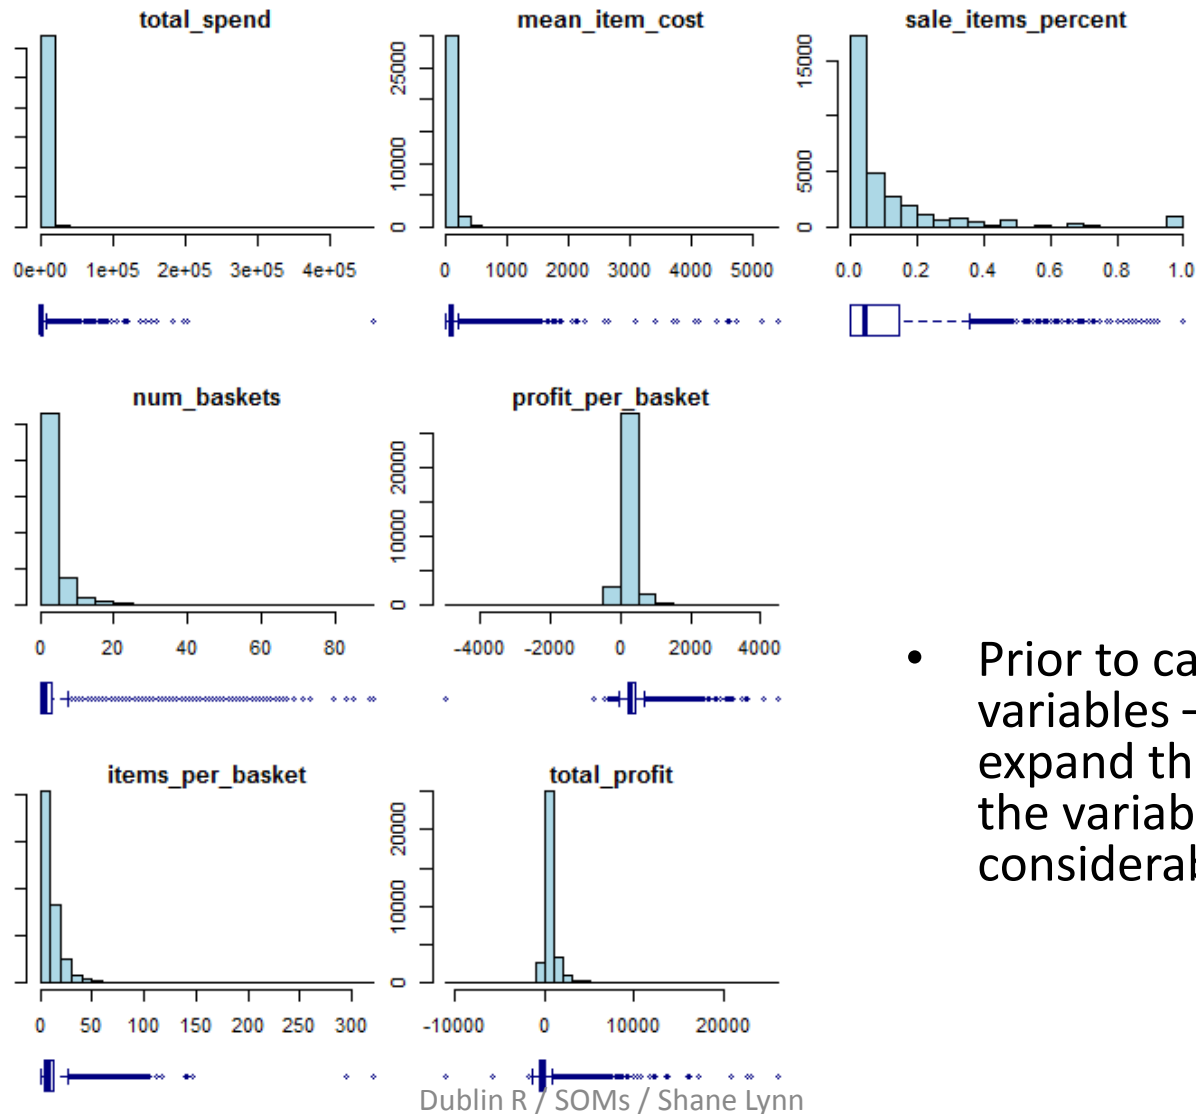 total_spend
mean_item_cost
sale_items_percent
0 10000 25000
0 5000 15000
0e+00 1e+05 2e+05 3e+05 4e+05
0 1000 2000 3000 4000 5000
0.0 0.2 0.4 0.6 0.8 1.0
num_baskets
profit_per_basket
0 10000 20000
0 20 40 60 80
-4000 -2000 0 2000 4000
• Prior to ca
variables –
expand th
the variab
considerab
items_per_basket
total_profit
0 10000 20000
0 50 100 150 200 250 300
-10000 0 10000 20000
Dublin R / SOMs / Shane Lynn